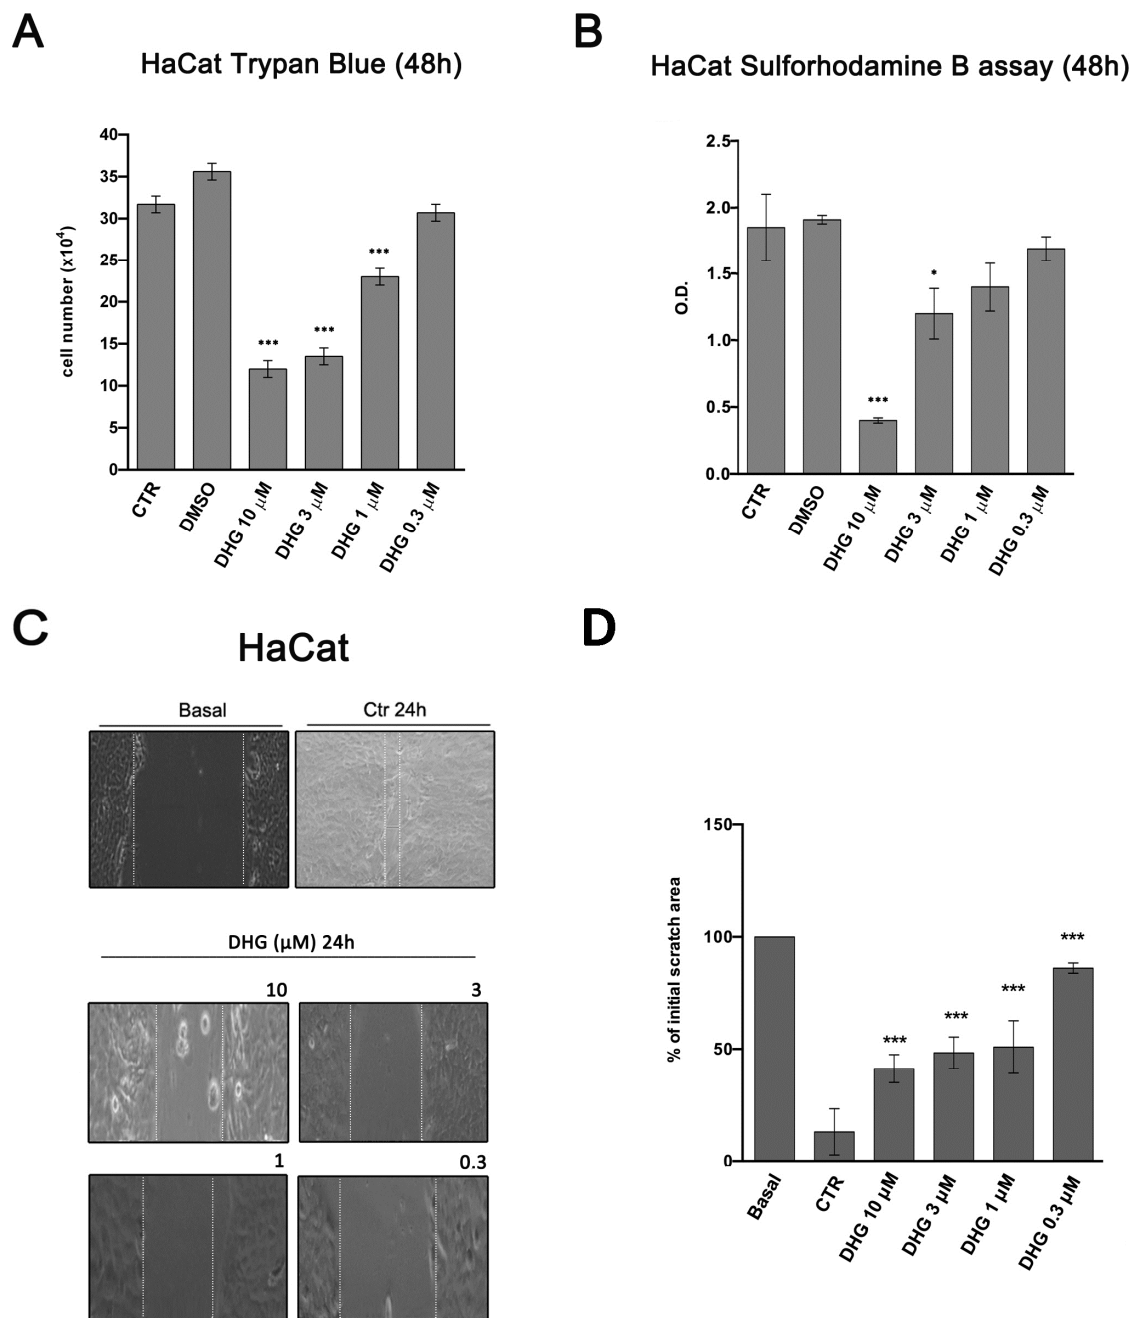 A
HaCat Trypan Blue (48h)
cell number (x10⁴)
40
35
30
25
20
15
10
5
0
***
***
***
CTR
DMSO
DHG 10 μM
DHG 3 μM
DHG 1 μM
DHG 0.3 μM
B
HaCat Sulforhodamine B assay (48h)
O.D.
2.5
2.0
1.5
1.0
0.5
0.0
***
*
CTR
DMSO
DHG 10 μM
DHG 3 μM
DHG 1 μM
DHG 0.3 μM
C
HaCat
Basal
Ctr 24h
DHG (μM) 24h
10
3
1
0.3
D
% of initial scratch area
150
100
50
0
***
***
***
***
Basal
CTR
DHG 10 μM
DHG 3 μM
DHG 1 μM
DHG 0.3 μM